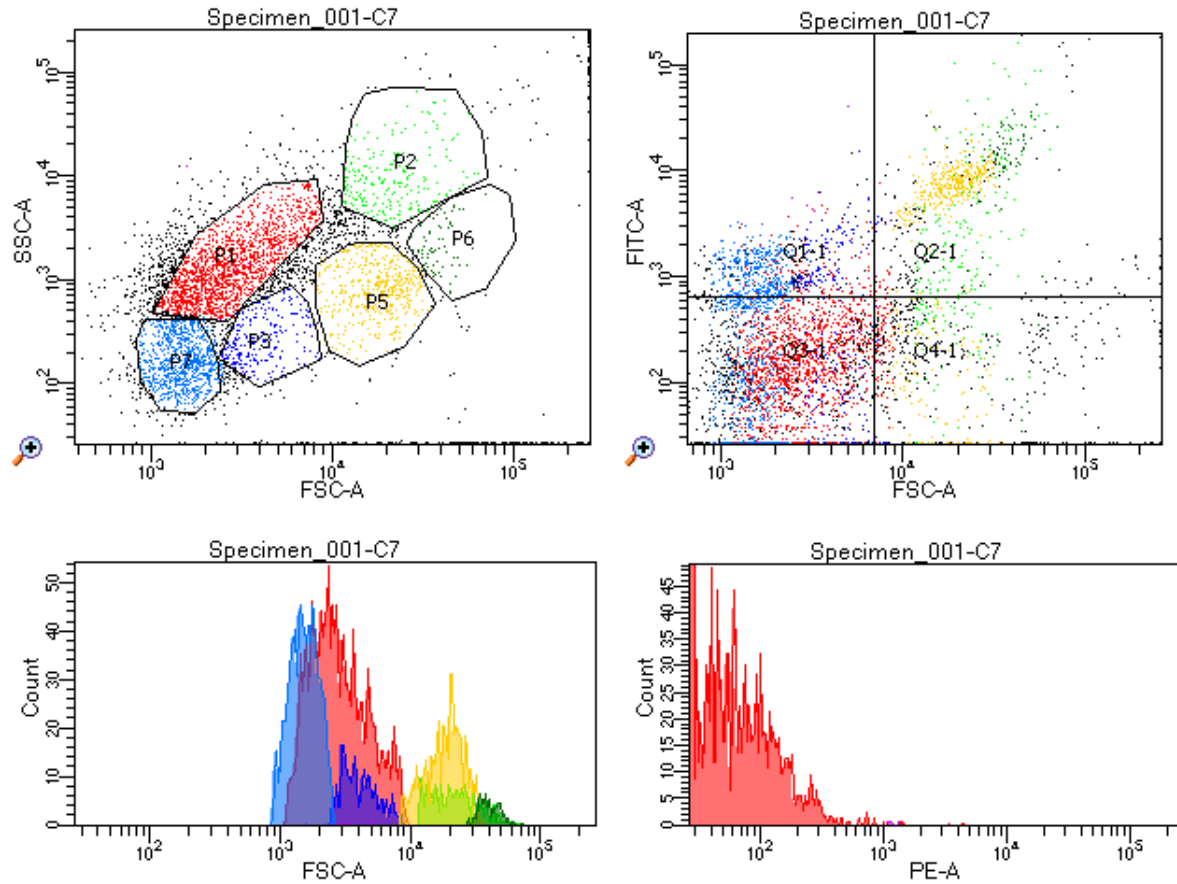 Specimen_001-C7
SSC-A
10^5
10^4
10^3
10^2
P1
P2
P3
P5
P6
P7
10^3 10^4 10^5
FSC-A
Specimen_001-C7
FITC-A
10^5
10^4
10^3
10^2
Q1-1 Q2-1
Q3-1 Q4-1
10^3 10^4 10^5
FSC-A
Specimen_001-C7
Count
50
40
30
20
10
0
10^2 10^3 10^4 10^5
FSC-A
Specimen_001-C7
Count
45
40
35
30
25
20
15
10
5
0
10^2 10^3 10^4 10^5
PE-A